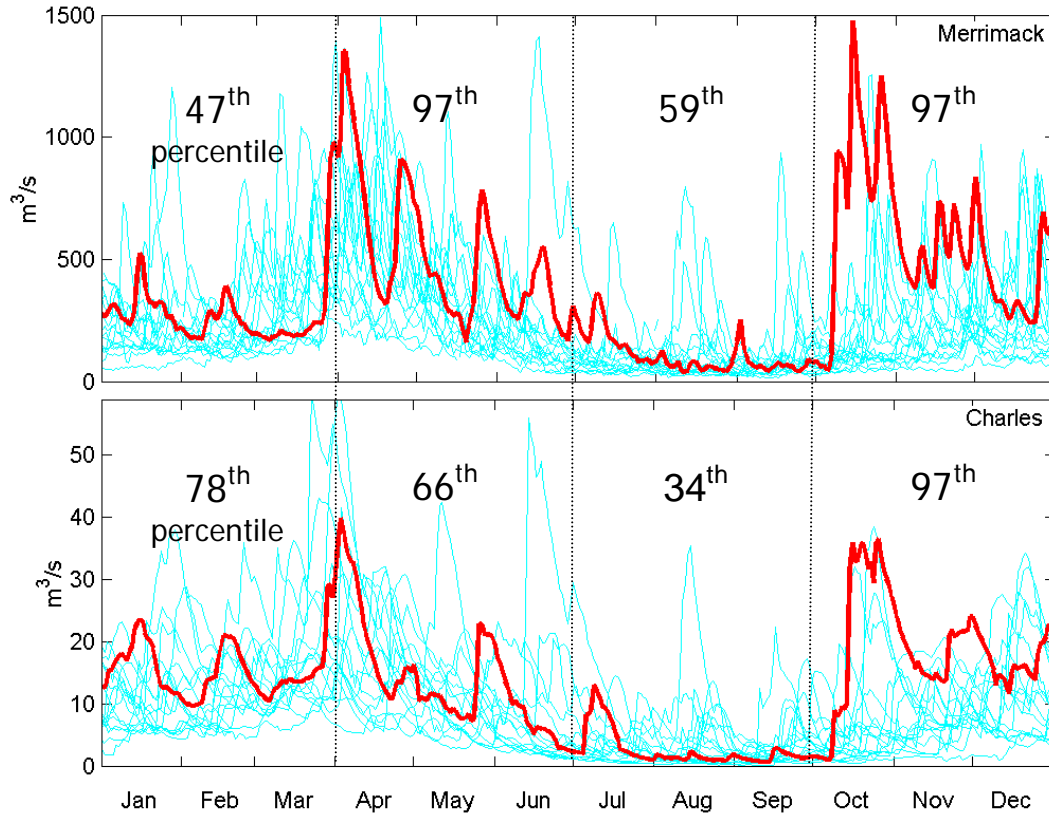 1500
Merrimack
47th
97th
59th
97th
percentile
1000
m3/s
500
0
Charles
50
78th
66th
34th
97th
percentile
40
m3/s
30
20
10
0
Jan Feb Mar Apr May Jun Jul Aug Sep Oct Nov Dec